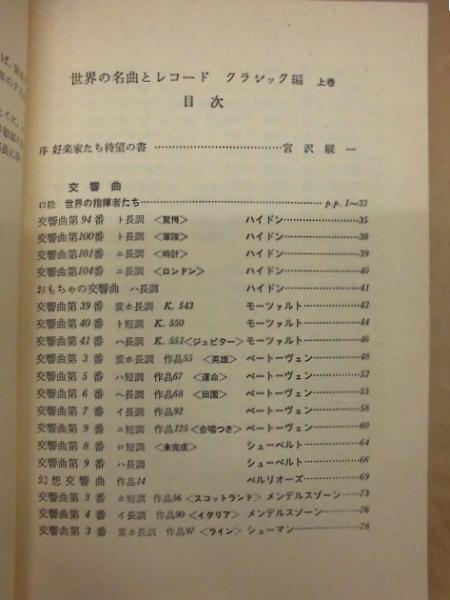 世界の名曲とレコード クラシック編 上巻
目次
序 好楽家たち待望の書……宮沢縦一
交響曲
口絵 世界の指揮者たち……p.p. 1~32
交響曲第94番 ト長調 <驚愕> ハイドン……35
交響曲第100番 ト長調 <軍隊> ハイドン……38
交響曲第101番 ニ長調 <時計> ハイドン……39
交響曲第104番 ニ長調 <ロンドン> ハイドン……40
おもちゃの交響曲 ハ長調 ハイドン……41
交響曲第39番 変ホ長調 K. 543 モーツァルト……42
交響曲第40番 ト短調 K. 550 モーツァルト……44
交響曲第41番 ハ長調 K. 551<ジュピター> モーツァルト……46
交響曲第3番 変ホ長調 作品55 <英雄> ベートーヴェン……48
交響曲第5番 ハ短調 作品67 <運命> ベートーヴェン……52
交響曲第6番 ヘ長調 作品68 <田園> ベートーヴェン……55
交響曲第7番 イ長調 作品92 ベートーヴェン……58
交響曲第9番 ニ短調 作品125<合唱つき> ベートーヴェン……60
交響曲第8番 ロ短調 <未完成> シューベルト……64
交響曲第9番 ハ長調 シューベルト……66
幻想交響曲 作品14 ベルリオーズ……69
交響曲第3番 ホ短調 作品56 <スコットランド> メンデルスゾーン……73
交響曲第4番 イ長調 作品90 <イタリア> メンデルスゾーン……76
交響曲第3番 変ホ長調 作品97 <ライン> シューマン……78